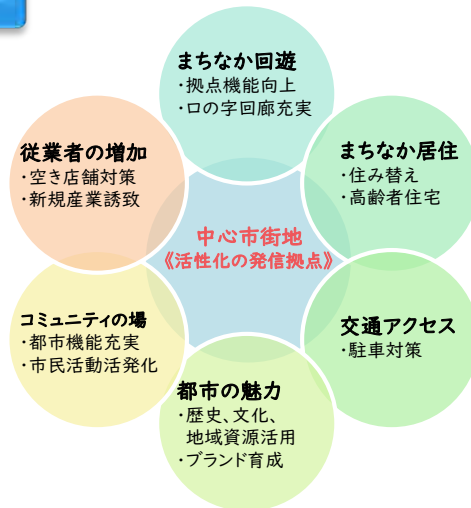 まちなか回遊
・拠点機能向上
・ロの字回廊充実
従業者の増加
・空き店舗対策
・新規産業誘致
まちなか居住
・住み替え
・高齢者住宅
中心市街地
《活性化の発信拠点》
コミュニティの場
・都市機能充実
・市民活動活発化
交通アクセス
・駐車対策
都市の魅力
・歴史、文化、
地域資源活用
・ブランド育成